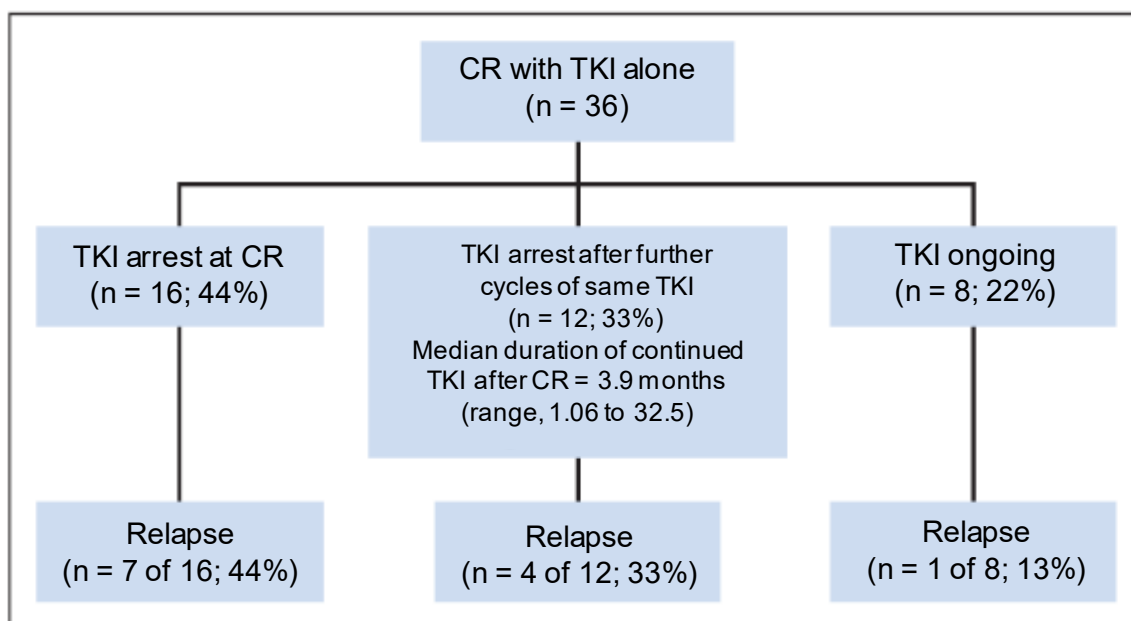 CR with TKI alone
(n = 36)
TKI arrest at CR
(n = 16; 44%)
TKI arrest after further
cycles of same TKI
(n = 12; 33%)
Median duration of continued
TKI after CR = 3.9 months
(range, 1.06 to 32.5)
TKI ongoing
(n = 8; 22%)
Relapse
(n = 7 of 16; 44%)
Relapse
(n = 4 of 12; 33%)
Relapse
(n = 1 of 8; 13%)